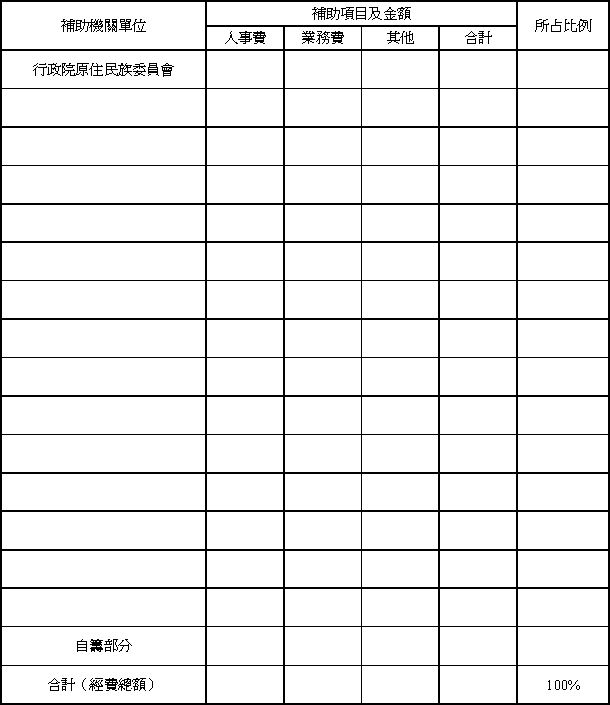 補助機關單位
補助項目及金額
所占比例
人事費
業務費
其他
合計
行政院原住民族委員會
自籌部分
合計（經費總額）
100%